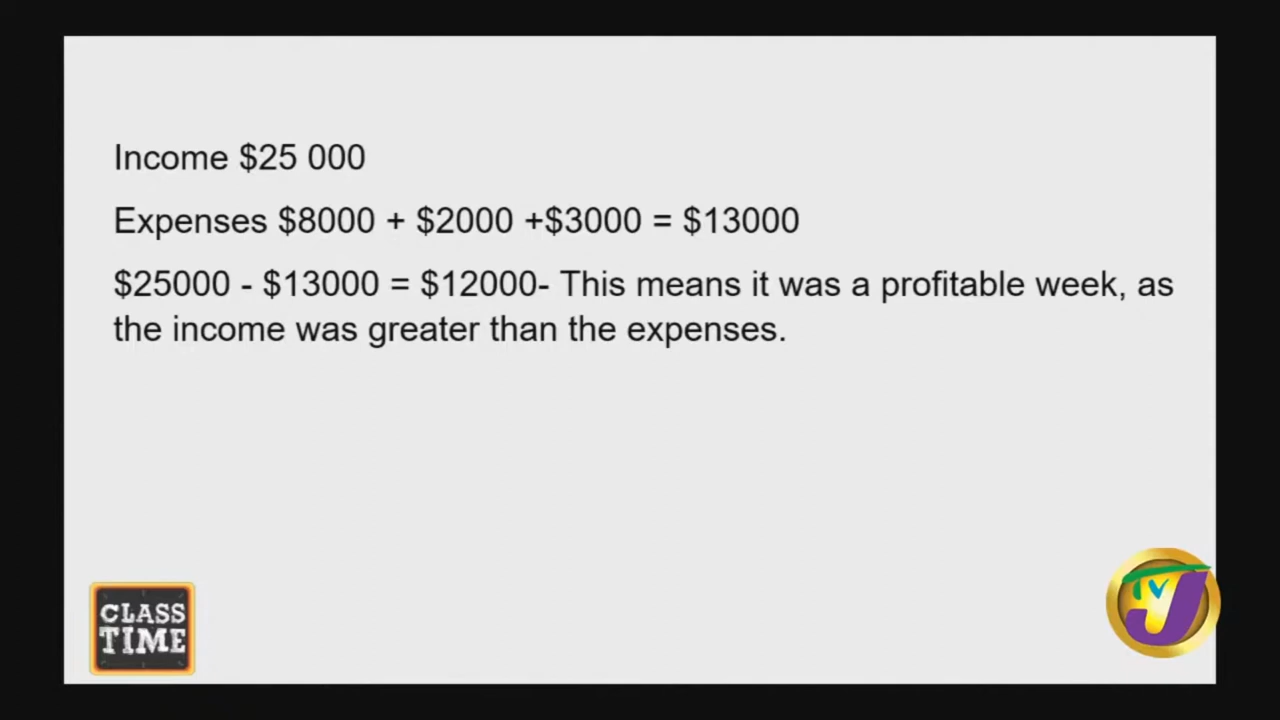 Income $25 000
Expenses $8000 + $2000 +$3000 = $13000
$25000 - $13000 = $12000- This means it was a profitable week, as
the income was greater than the expenses.
CLASS
TIME
TVJ